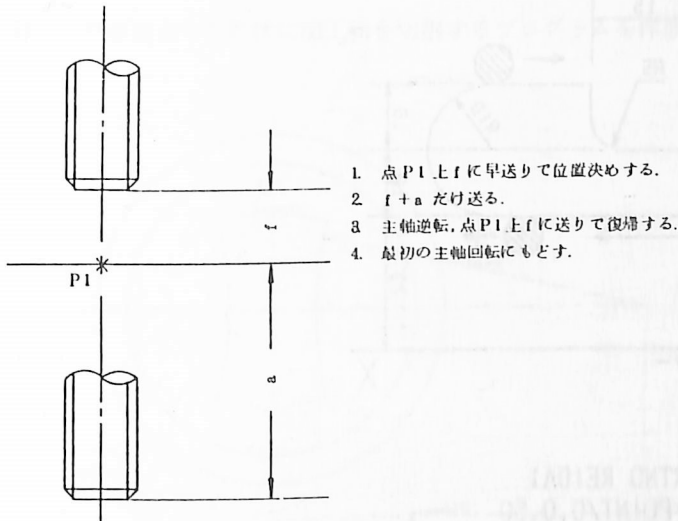 1. 点P1上fに早送りで位置決めする.
2 f+aだけ送る.
3 主軸逆転,点P1上fに送りで復帰する.
4. 最初の主軸回転にもどす.
f
P1
a